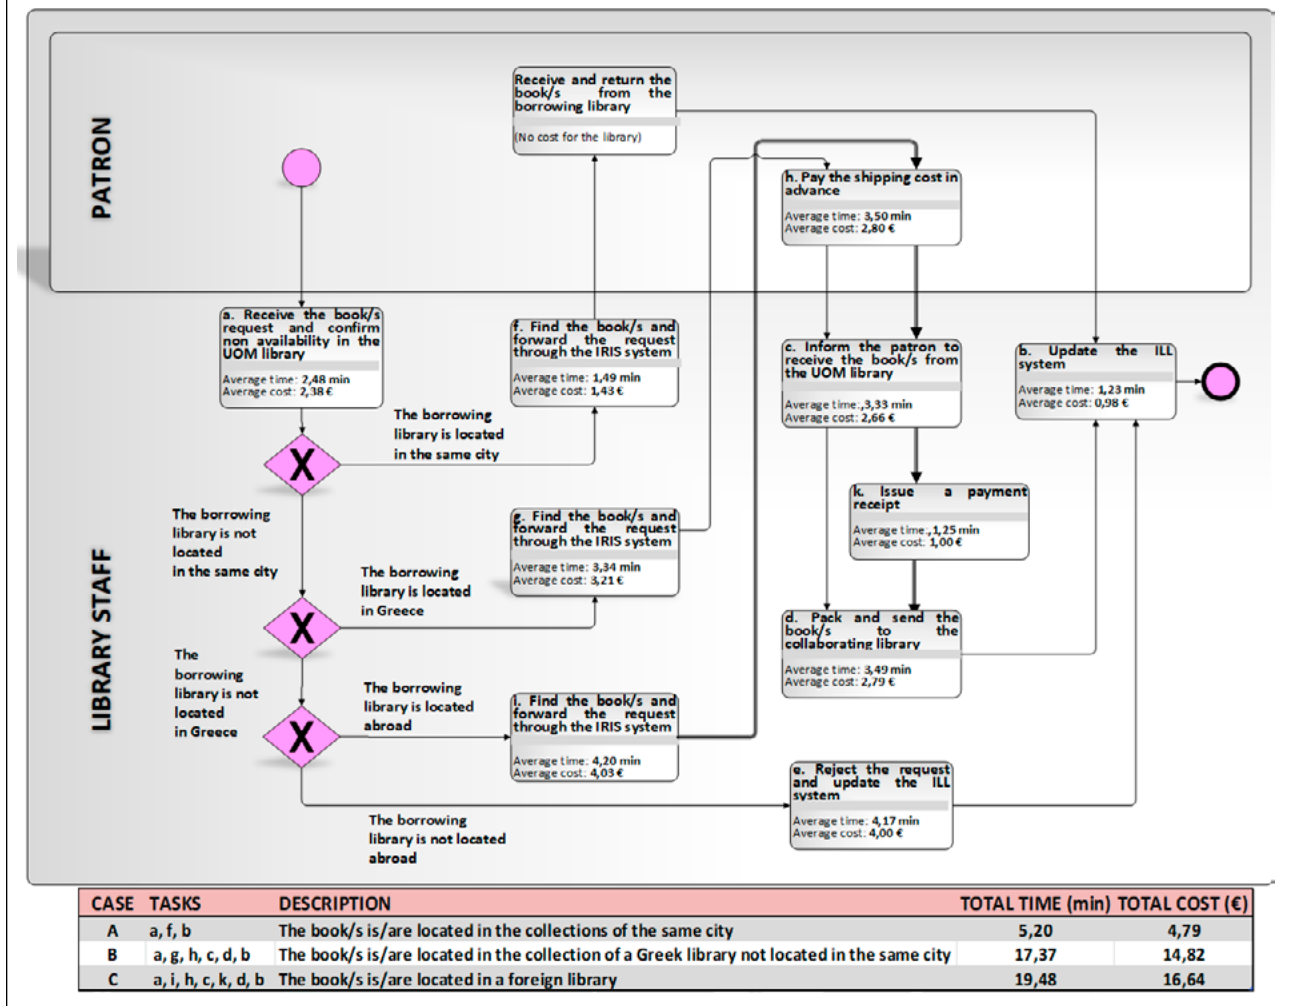 PATRON
Receive and return the
book/s from the
borrowing library
(No cost for the library)
h. Pay the shipping cost in
advance
Average time: 3,50 min
Average cost: 2,80 €
LIBRARY STAFF
a. Receive the book/s
request and confirm
non availability in the
UOM library
Average time: 2,48 min
Average cost: 2,38 €
f. Find the book/s and
forward the request
through the IRIS system
Average time: 1,49 min
Average cost: 1,43 €
c. Inform the patron to
receive the book/s from
the UOM library
Average time:,3,33 min
Average cost: 2,66 €
b. Update the ILL
system
Average time: 1,23 min
Average cost: 0,98 €
The borrowing
library is located
in the same city
X
The borrowing
library is not
located
in the same city
g. Find the book/s and
forward the request
through the IRIS system
Average time: 3,34 min
Average cost: 3,21 €
k. Issue a payment
receipt
Average time:,1,25 min
Average cost: 1,00 €
The borrowing
library is located
in Greece
X
d. Pack and send the
book/s to the
collaborating library
Average time: 3,49 min
Average cost: 2,79 €
The
borrowing
library is not
located
in Greece
The borrowing
library is located
abroad
X
i. Find the book/s and
forward the request
through the IRIS system
Average time: 4,20 min
Average cost: 4,03 €
e. Reject the request
and update the ILL
system
Average time: 4,17 min
Average cost: 4,00 €
The borrowing
library is not located
abroad
CASE TASKS DESCRIPTION TOTAL TIME (min) TOTAL COST (€)
A a, f, b The book/s is/are located in the collections of the same city 5,20 4,79
B a, g, h, c, d, b The book/s is/are located in the collection of a Greek library not located in the same city 17,37 14,82
C a, i, h, c, k, d, b The book/s is/are located in a foreign library 19,48 16,64